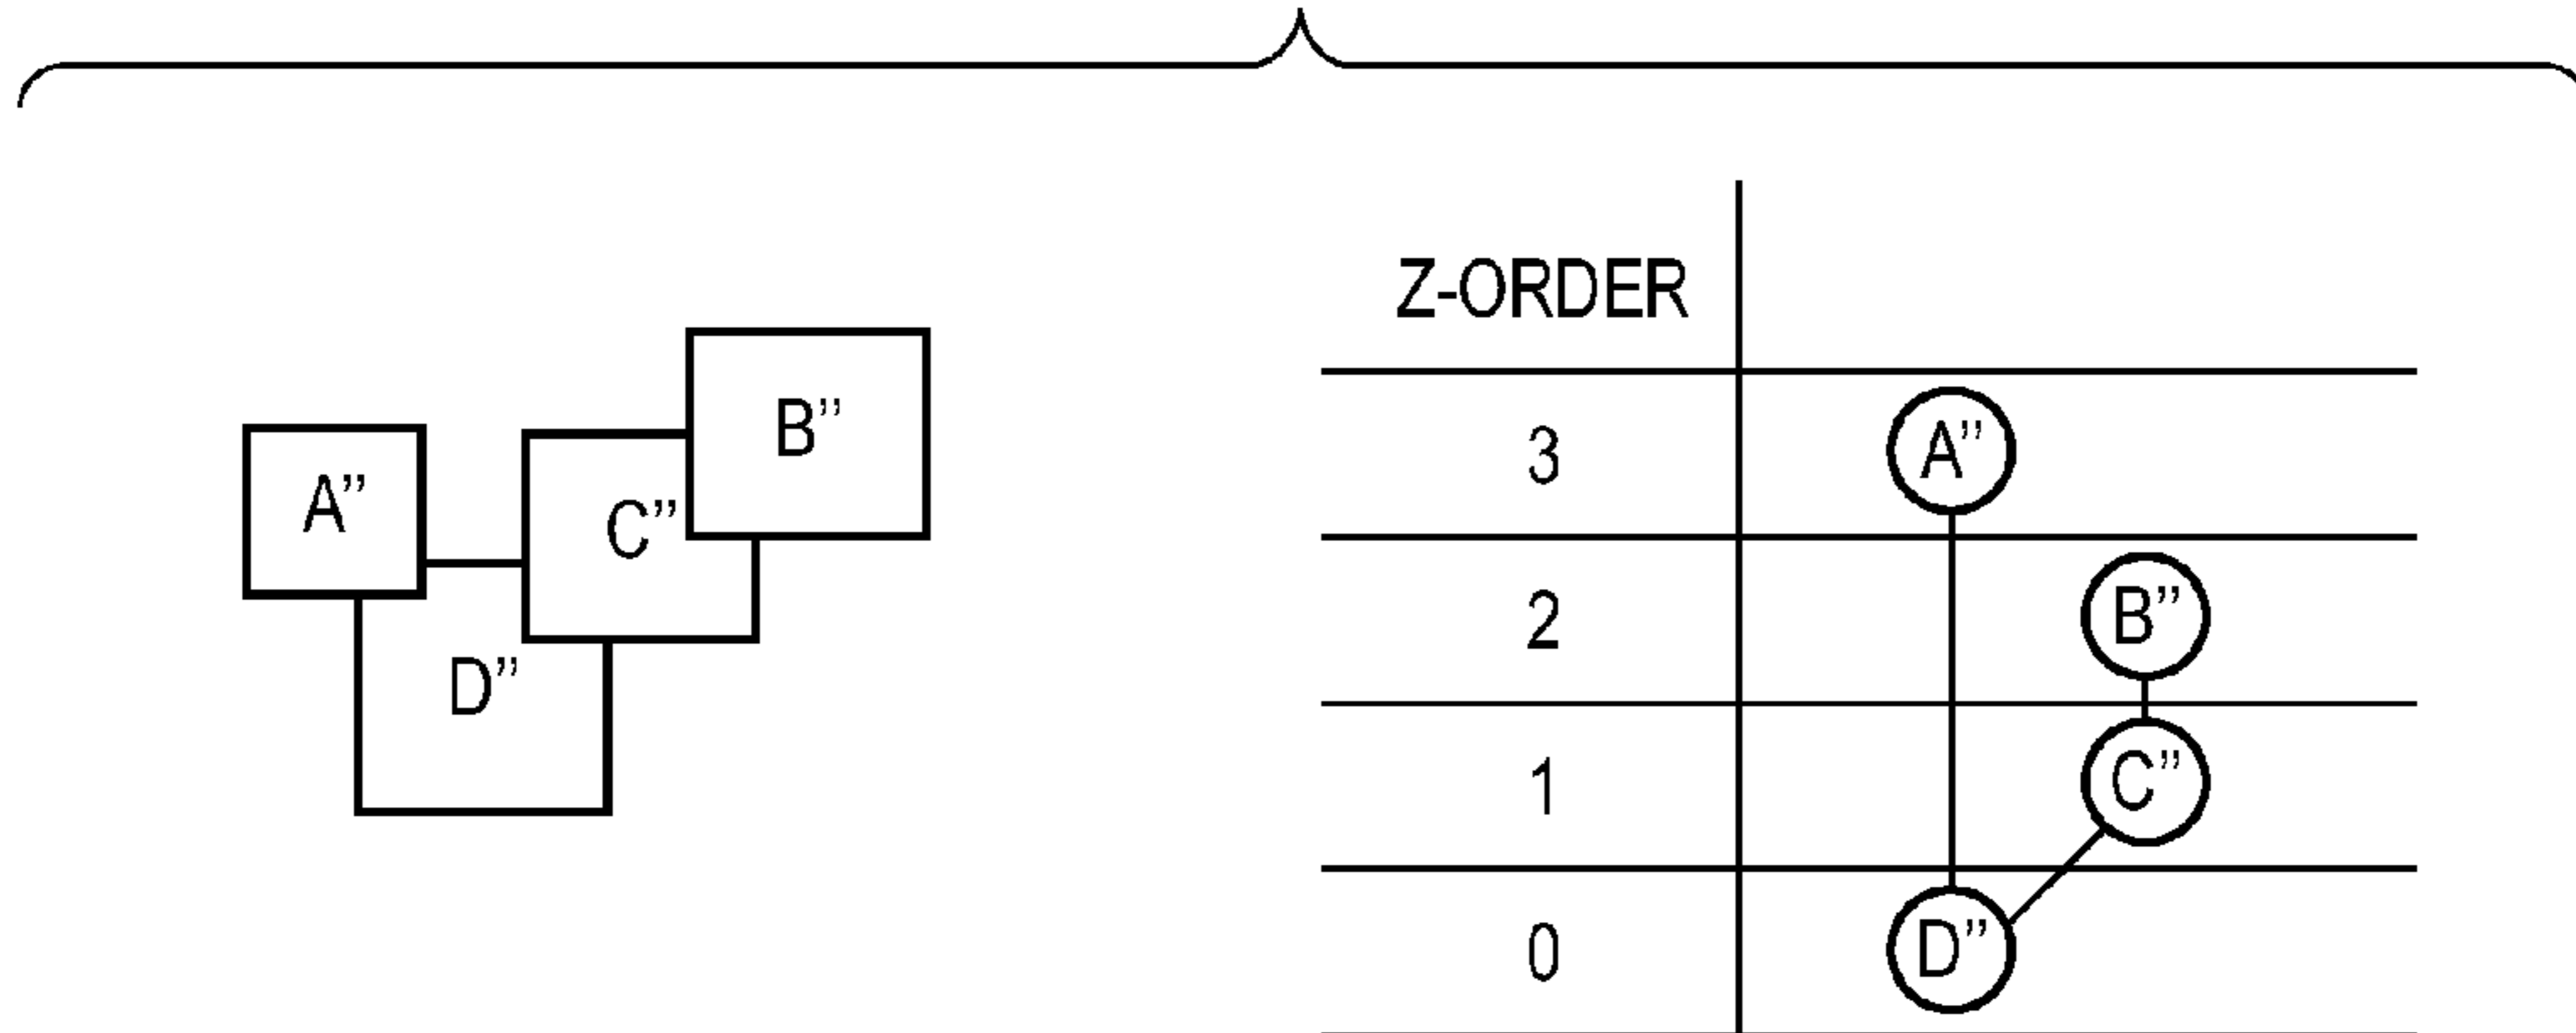 A”
B”
C”
D”
Z-ORDER
3 A”
2 B”
1 C”
0 D”